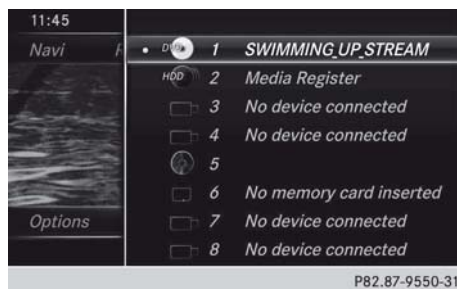 11:45
Navi
DVD 1 SWIMMING_UP_STREAM
HDD 2 Media Register
3 No device connected
4 No device connected
5
6 No memory card inserted
Options
7 No device connected
8 No device connected
P82.87-9550-31